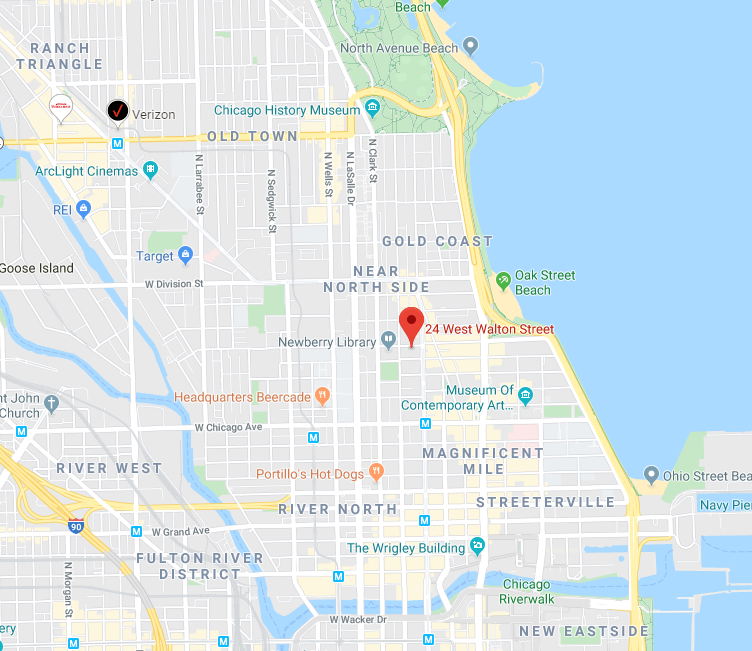 Beach
RANCH
TRIANGLE
North Avenue Beach
Verizon
Chicago History Museum
M
OLD TOWN
ArcLight Cinemas
N Larrabee St
N Sedgwick St
N Wells St
N LaSalle Dr
N Clark St
REI
GOLD COAST
Target
Goose Island
NEAR
NORTH SIDE
Oak Street
Beach
W Division St
24 West Walton Street
Newberry Library
Museum Of
Contemporary Art...
Headquarters Beercade
nt John
Church
M
W Chicago Ave
M
M
MAGNIFICENT
MILE
RIVER WEST
Portillo's Hot Dogs
Ohio Street Bea
STREETERVILLE
Navy Pier
RIVER NORTH
90
M
W Grand Ave
M
The Wrigley Building
FULTON RIVER
DISTRICT
M
N Morgan St
Chicago
Riverwalk
W Wacker Dr
ery
NEW EASTSIDE
M
M
M